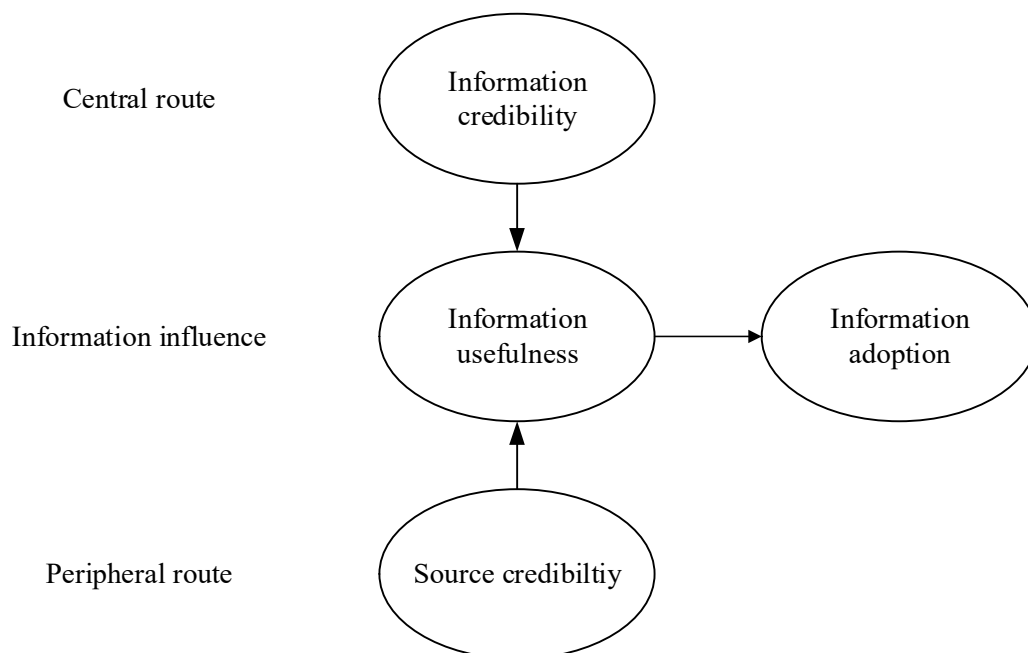 Central route
Information
credibility
Information influence
Information
usefulness
Information
adoption
Peripheral route
Source credibiltiy